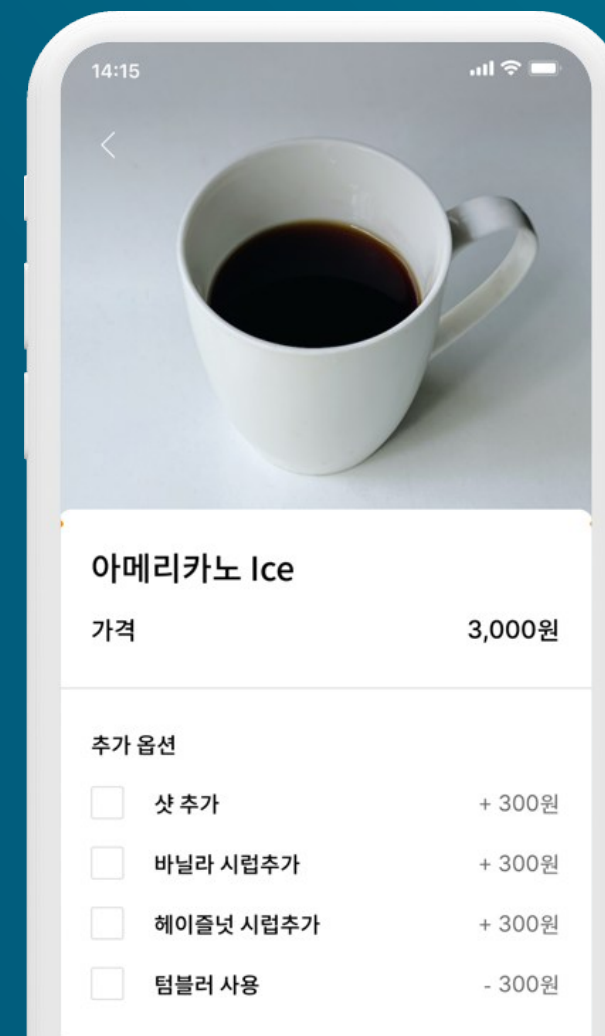 14:15
아메리카노 Ice
가격 3,000원
추가 옵션
샷 추가 + 300원
바닐라 시럽추가 + 300원
헤이즐넛 시럽추가 + 300원
텀블러 사용 - 300원